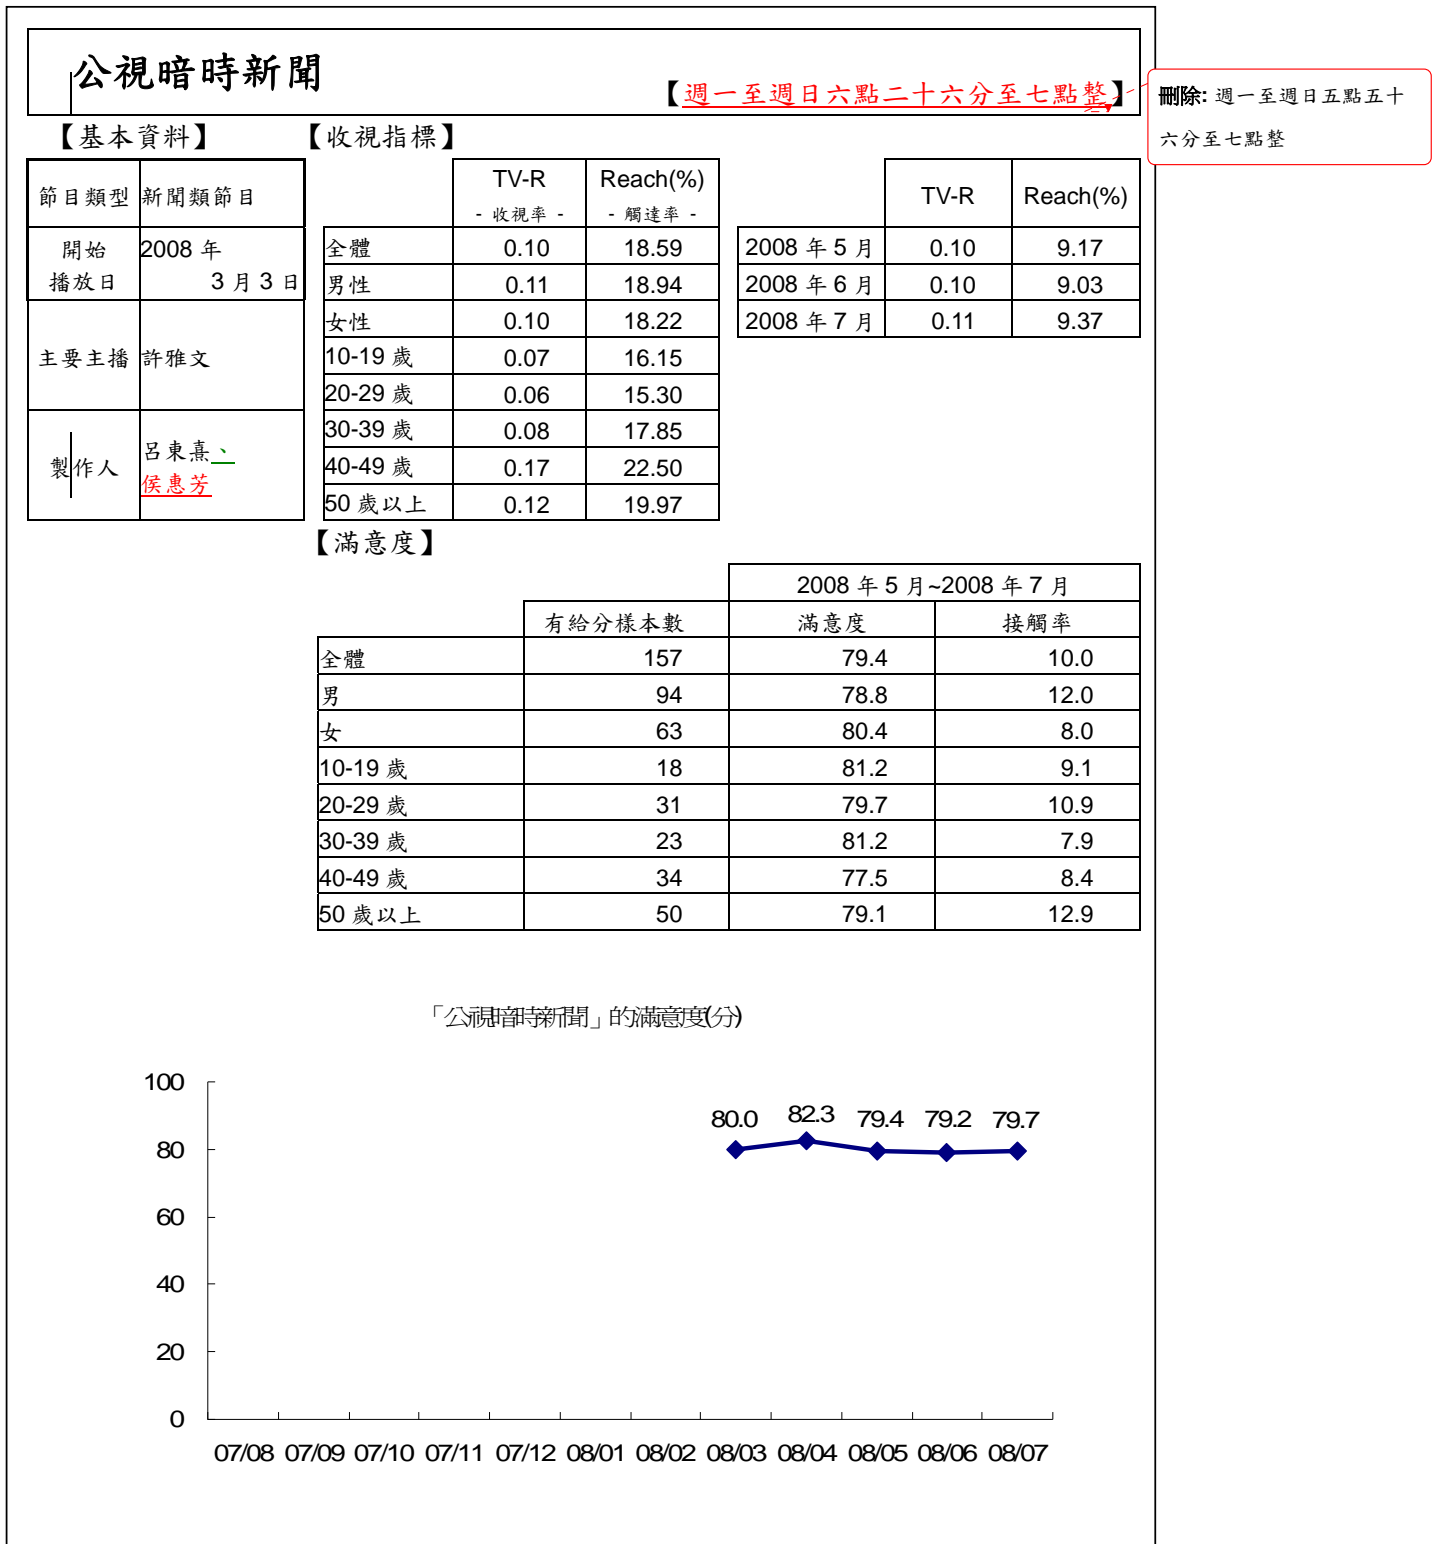 公視暗時新聞
【週一至週日六點二十六分至七點整】
刪除: 週一至週日五點五十
六分至七點整
【基本資料】 【收視指標】
節目類型 新聞類節目
開始 播放日 2008 年 3 月 3 日
主要主播 許雅文
製作人 呂東熹、 侯惠芳
TV-R Reach(%)
- 收視率 - - 觸達率 -
全體 0.10 18.59
男性 0.11 18.94
女性 0.10 18.22
10-19 歲 0.07 16.15
20-29 歲 0.06 15.30
30-39 歲 0.08 17.85
40-49 歲 0.17 22.50
50 歲以上 0.12 19.97
TV-R Reach(%)
2008 年 5 月 0.10 9.17
2008 年 6 月 0.10 9.03
2008 年 7 月 0.11 9.37
【滿意度】
2008 年 5 月~2008 年 7 月
有給分樣本數 滿意度 接觸率
全體 157 79.4 10.0
男 94 78.8 12.0
女 63 80.4 8.0
10-19 歲 18 81.2 9.1
20-29 歲 31 79.7 10.9
30-39 歲 23 81.2 7.9
40-49 歲 34 77.5 8.4
50 歲以上 50 79.1 12.9
「公視暗時新聞」的滿意度(分)
100
80.0 82.3 79.4 79.2 79.7
80
60
40
20
0
07/08 07/09 07/10 07/11 07/12 08/01 08/02 08/03 08/04 08/05 08/06 08/07